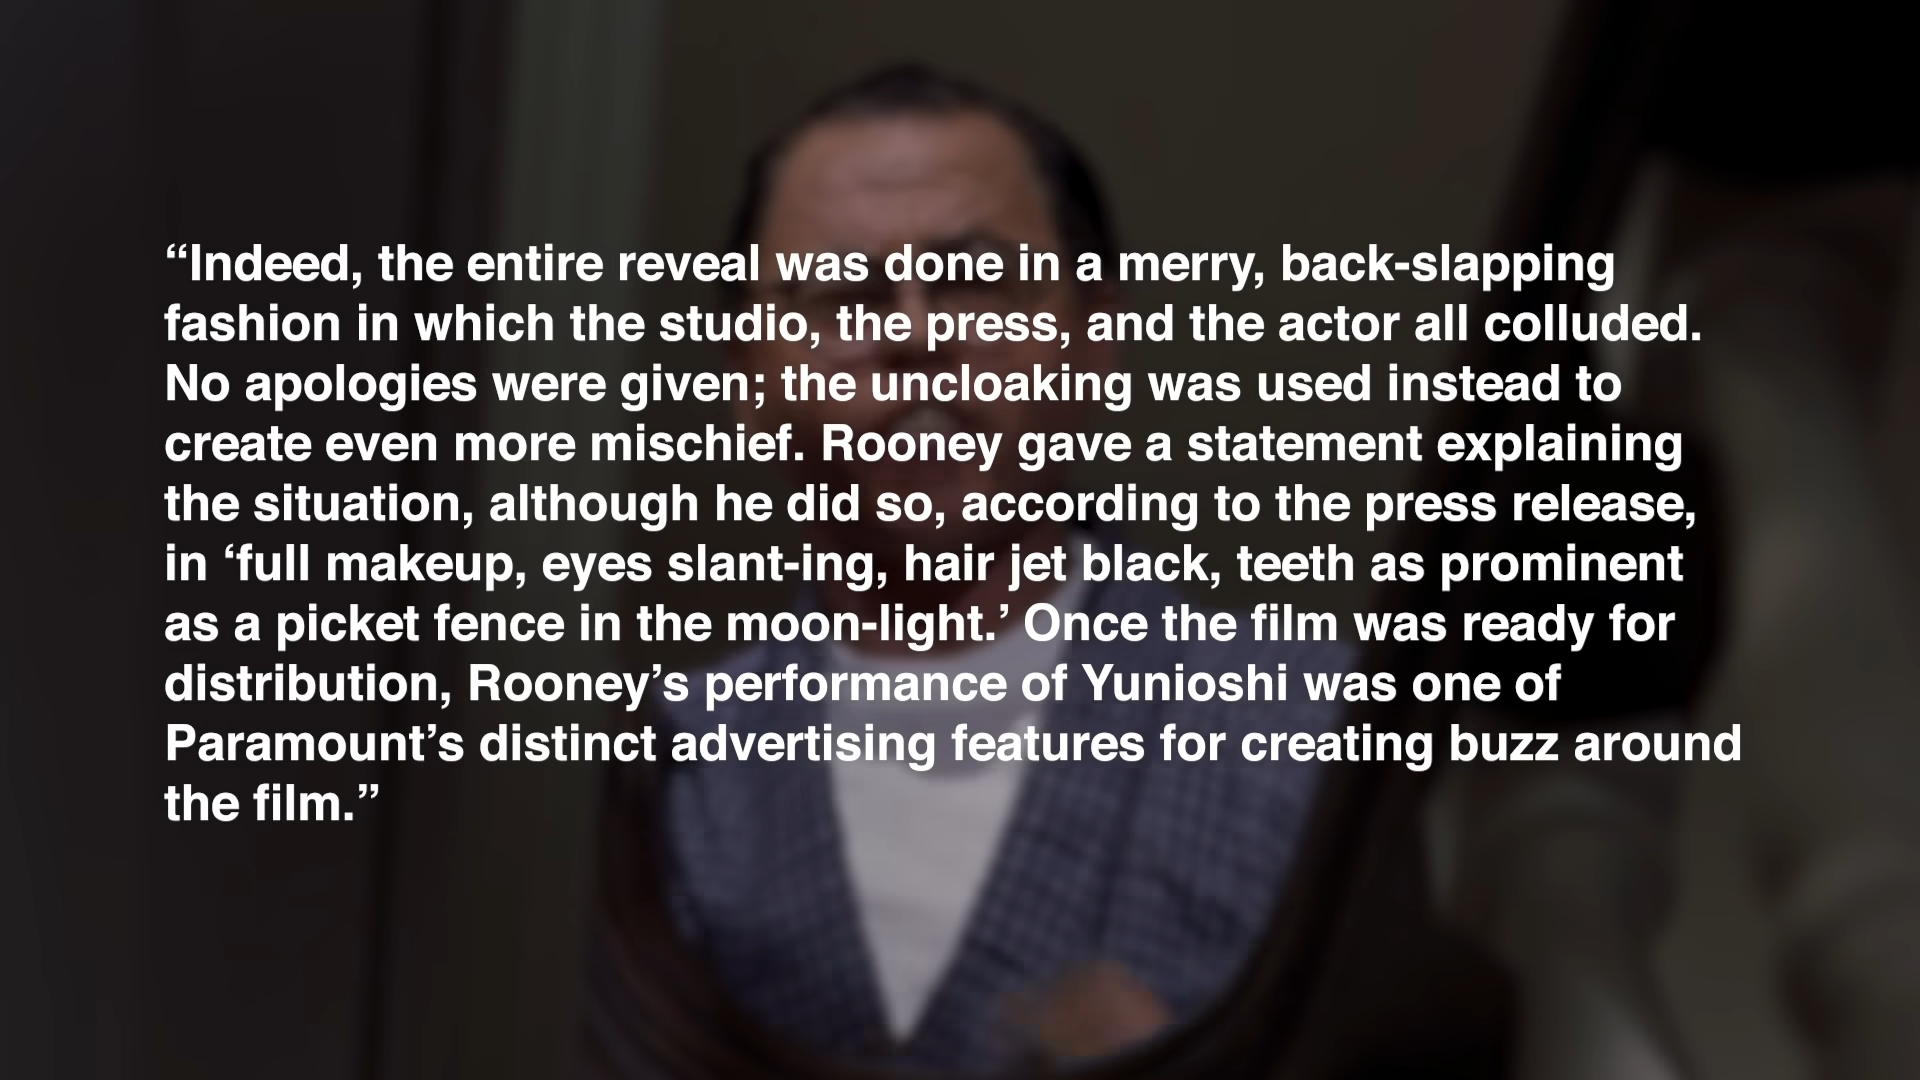 “Indeed, the entire reveal was done in a merry, back-slapping
fashion in which the studio, the press, and the actor all colluded.
No apologies were given; the uncloaking was used instead to
create even more mischief. Rooney gave a statement explaining
the situation, although he did so, according to the press release,
in ‘full makeup, eyes slant-ing, hair jet black, teeth as prominent
as a picket fence in the moon-light.’ Once the film was ready for
distribution, Rooney’s performance of Yunioshi was one of
Paramount’s distinct advertising features for creating buzz around
the film.”